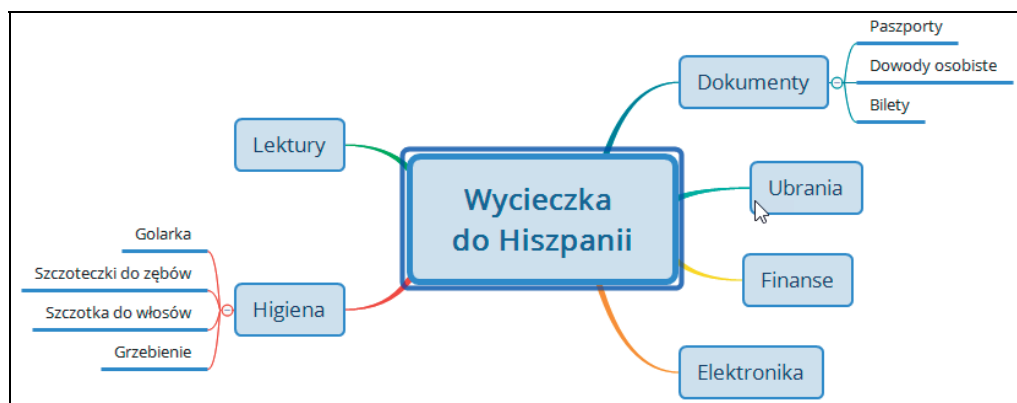 Wycieczka
do Hiszpanii
Dokumenty
Paszporty
Dowody osobiste
Bilety
Ubrania
Finanse
Elektronika
Lektury
Higiena
Golarka
Szczoteczki do zębów
Szczotka do włosów
Grzebienie